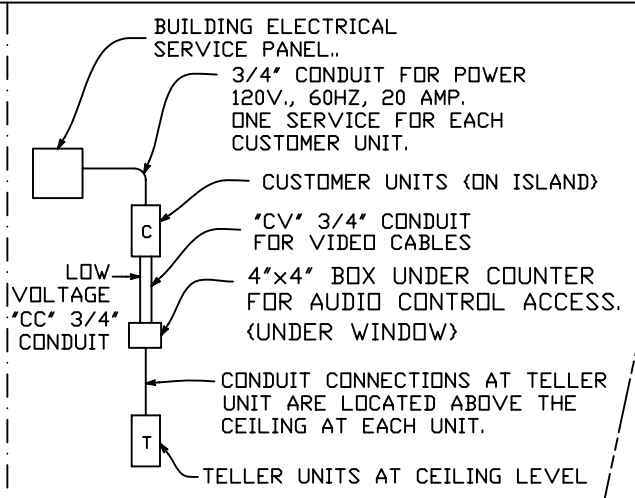 BUILDING ELECTRICAL
SERVICE PANEL..
3/4" CONDUIT FOR POWER
120V., 60HZ, 20 AMP.
ONE SERVICE FOR EACH
CUSTOMER UNIT.
CUSTOMER UNITS (ON ISLAND)
C
"CV" 3/4" CONDUIT
FOR VIDEO CABLES
LOW
VOLTAGE
"CC" 3/4"
CONDUIT
4"x4" BOX UNDER COUNTER
FOR AUDIO CONTROL ACCESS.
(UNDER WINDOW)
CONDUIT CONNECTIONS AT TELLER
UNIT ARE LOCATED ABOVE THE
CEILING AT EACH UNIT.
T
TELLER UNITS AT CEILING LEVEL